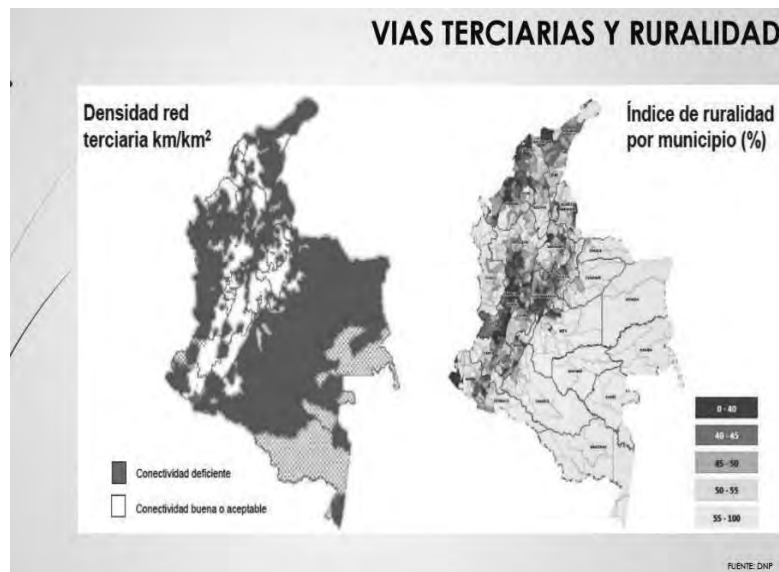 VIAS TERCIARIAS Y RURALIDAD
Densidad red
terciaria km/km²
Índice de ruralidad
por municipio (%)
Conectividad deficiente
Conectividad buena o aceptable
0 - 40
40 - 45
45 - 50
50 - 55
55 - 100
FUENTE: DNP